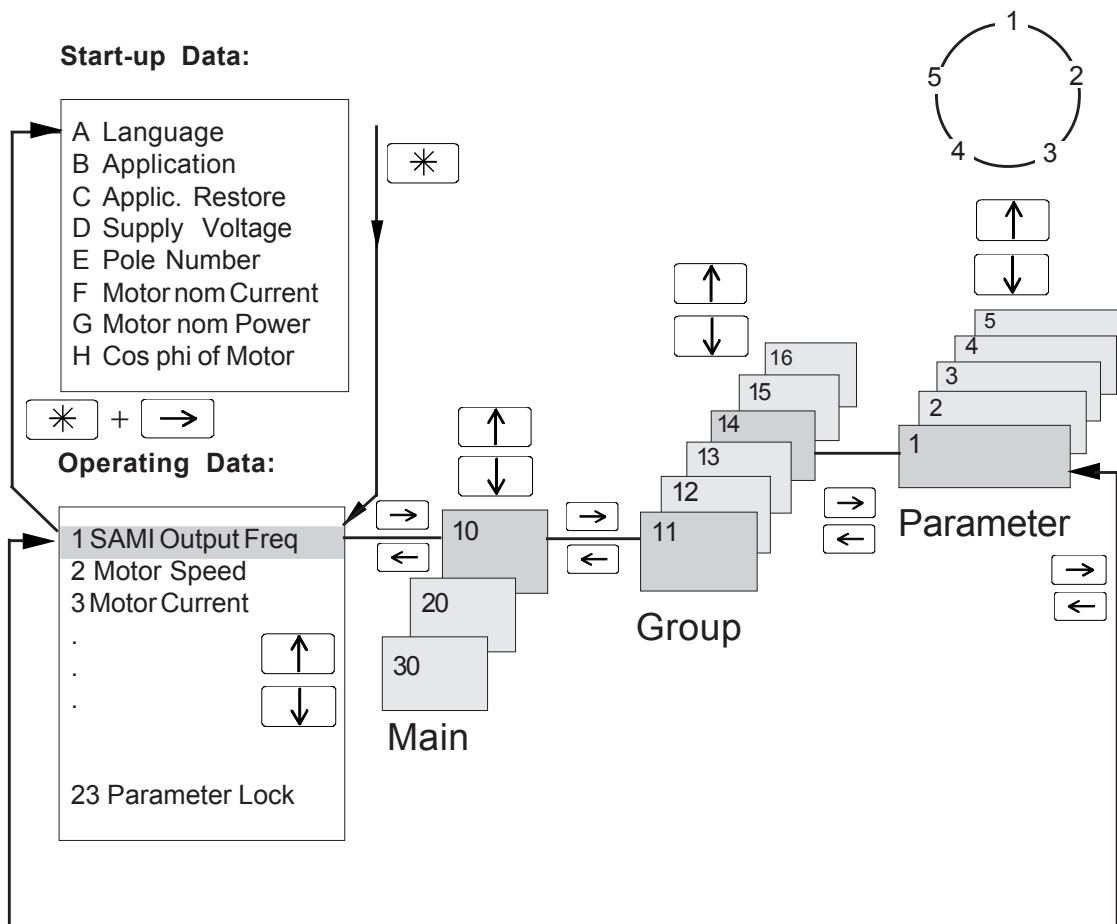 Start-up Data:
A Language
B Application
C Applic. Restore
D Supply Voltage
E Pole Number
F Motor nom Current
G Motor nom Power
H Cos phi of Motor
+
Operating Data:
1 SAMI Output Freq
2 Motor Speed
3 Motor Current
.
.
.
23 Parameter Lock
10
20
30
Main
16
15
14
13
12
11
Group
5
4
3
2
1
Parameter
1
2
3
4
5